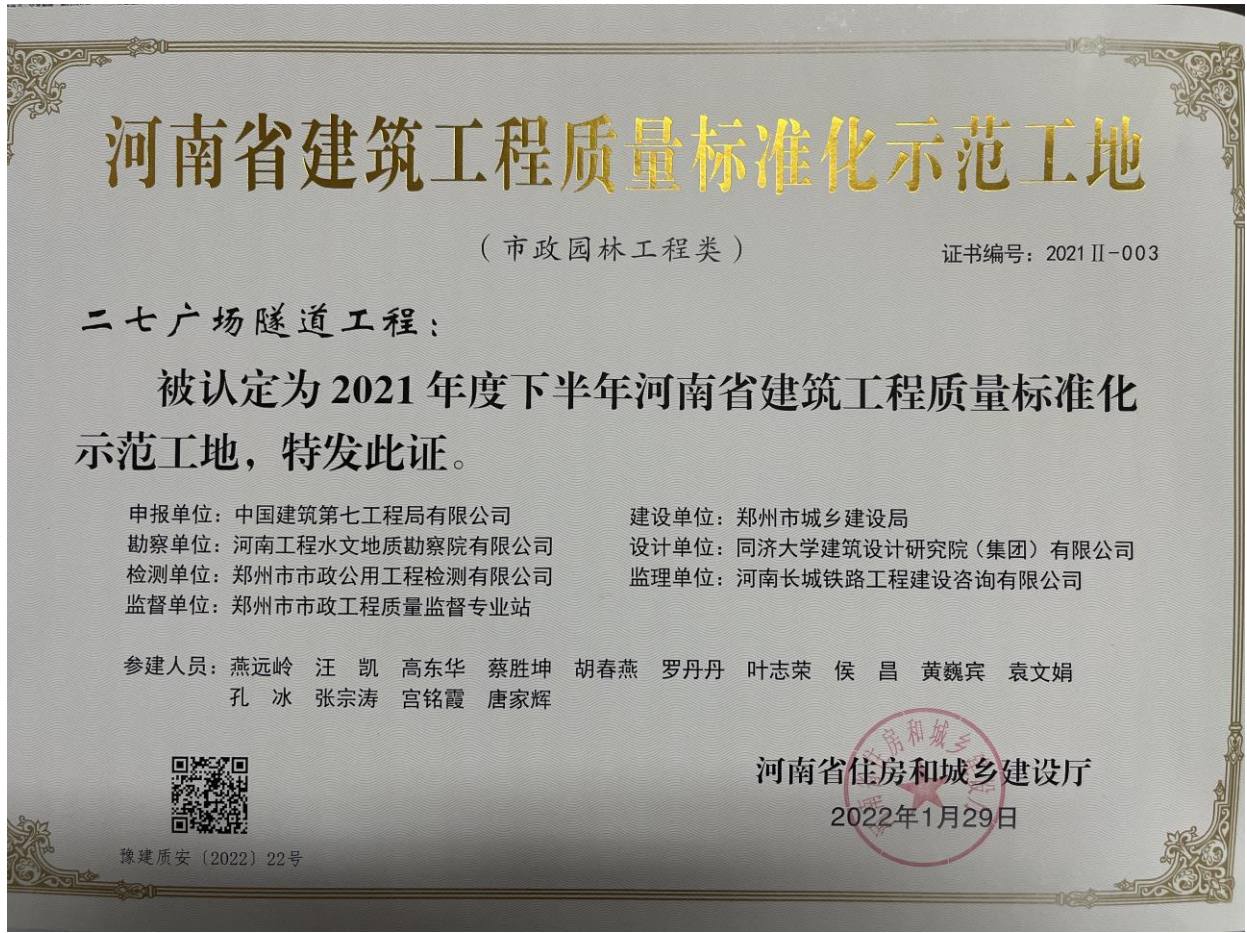 河南省建筑工程质量标准化示范工地
（市政园林工程类）
证书编号：2021Ⅱ-003
二七广场隧道工程：
被认定为 2021 年度下半年河南省建筑工程质量标准化
示范工地，特发此证。
申报单位：中国建筑第七工程局有限公司
建设单位：郑州市城乡建设局
勘察单位：河南工程水文地质勘察院有限公司
设计单位：同济大学建筑设计研究院（集团）有限公司
检测单位：郑州市市政公用工程检测有限公司
监理单位：河南长城铁路工程建设咨询有限公司
监督单位：郑州市市政工程质量监督专业站
参建人员：燕远岭 汪 凯 高东华 蔡胜坤 胡春燕 罗丹丹 叶志荣 侯 昌 黄巍宾 袁文娟
孔 冰 张宗涛 宫铭霞 唐家辉
河南省住房和城乡建设厅
2022年1月29日
河南省住房和城乡建设厅
豫建质安〔2022〕22号